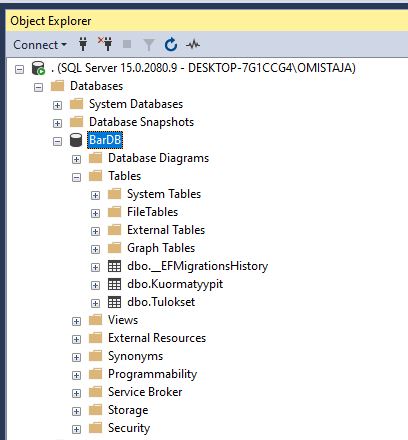 Object Explorer
Connect
. (SQL Server 15.0.2080.9 - DESKTOP-7G1CCG4\OMISTAJA)
Databases
System Databases
Database Snapshots
BarDB
Database Diagrams
Tables
System Tables
FileTables
External Tables
Graph Tables
dbo.__EFMigrationsHistory
dbo.Kuormatyypit
dbo.Tulokset
Views
External Resources
Synonyms
Programmability
Service Broker
Storage
Security